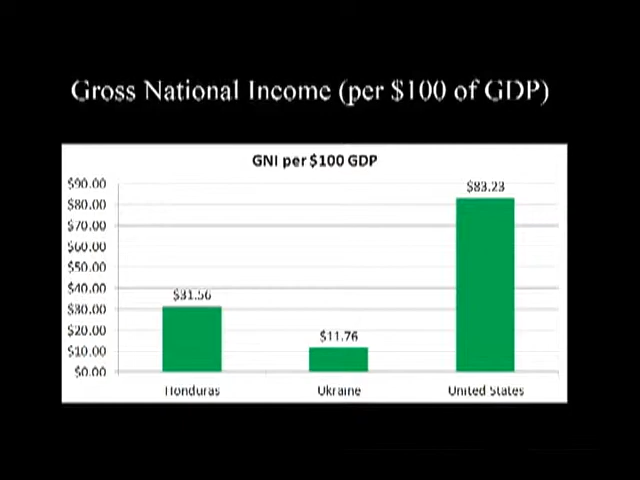 Gross National Income (per $100 of GDP)
GNI per $100 GDP
$90.00
$80.00
$70.00
$60.00
$50.00
$40.00
$30.00
$20.00
$10.00
$0.00
$31.56
$11.76
$83.23
Honduras
Ukraine
United States